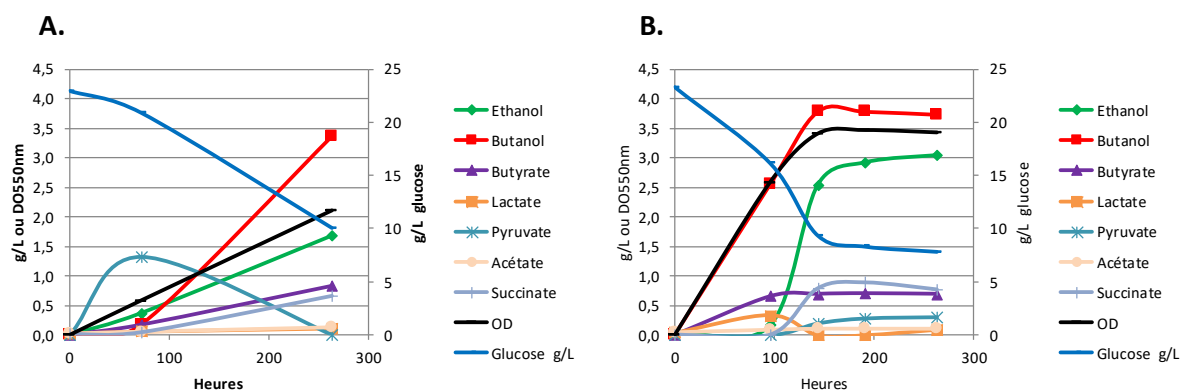 A.
g/L ou DO550nm
4,5
4,0
3,5
3,0
2,5
2,0
1,5
1,0
0,5
0,0
0
100
200
300
Heures
25
20
15
10
5
0
g/L glucose
Ethanol
Butanol
Butyrate
Lactate
Pyruvate
Acétate
Succinate
OD
Glucose g/L
B.
g/L ou DO550nm
4,5
4,0
3,5
3,0
2,5
2,0
1,5
1,0
0,5
0,0
0
100
200
300
Heures
25
20
15
10
5
0
g/L glucose
Ethanol
Butanol
Butyrate
Lactate
Pyruvate
Acétate
Succinate
OD
Glucose g/L